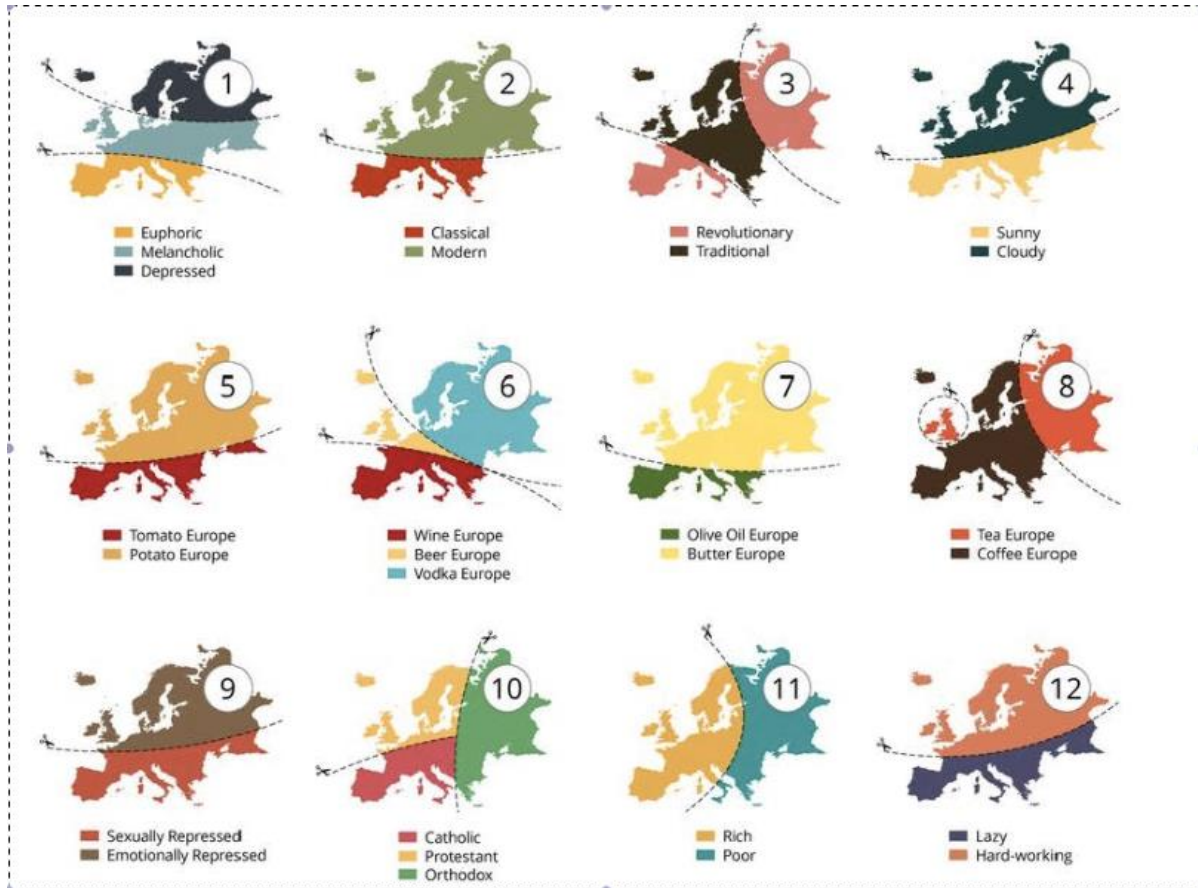 1
2
3
4
Euphoric
Melancholic
Depressed
Classical
Modern
Revolutionary
Traditional
Sunny
Cloudy
5
6
7
8
Tomato Europe
Potato Europe
Wine Europe
Beer Europe
Vodka Europe
Olive Oil Europe
Butter Europe
Tea Europe
Coffee Europe
9
10
11
12
Sexually Repressed
Emotionally Repressed
Catholic
Protestant
Orthodox
Rich
Poor
Lazy
Hard-working